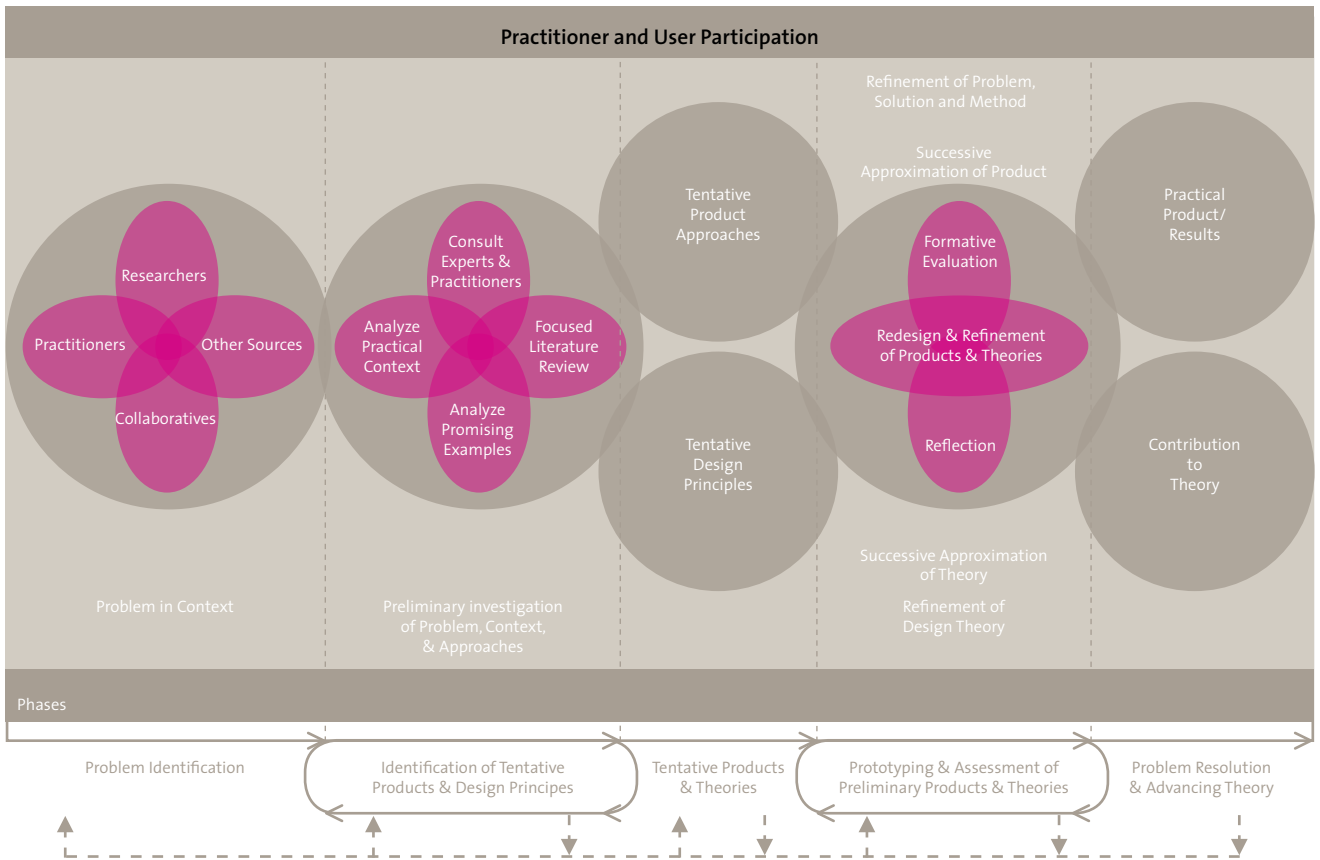 Practitioner and User Participation
Researchers
Practitioners
Other Sources
Collaboratives
Problem in Context
Consult
Experts &
Practitioners
Analyze
Practical
Context
Focused
Literature
Review
Analyze
Promising
Examples
Preliminary investigation
of Problem, Context,
& Approaches
Tentative
Product
Approaches
Tentative
Design
Principles
Refinement of Problem,
Solution and Method
Successive
Approximation of Product
Formative
Evaluation
Redesign & Refinement
of Products & Theories
Reflection
Successive Approximation
of Theory
Refinement of
Design Theory
Practical
Product/
Results
Contribution
to
Theory
Phases
Problem Identification
Identification of Tentative
Products & Design Principes
Tentative Products
& Theories
Prototyping & Assessment of
Preliminary Products & Theories
Problem Resolution
& Advancing Theory